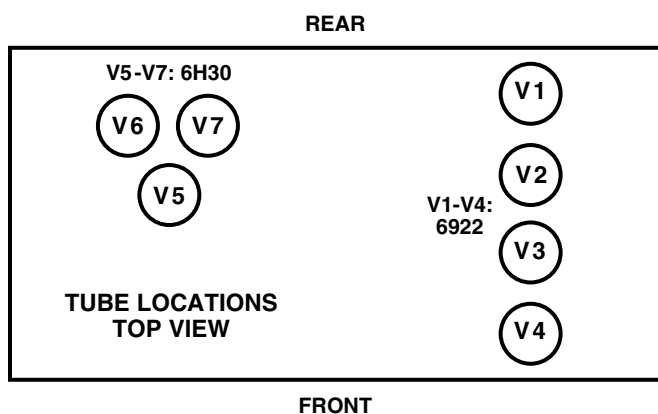 REAR
V5-V7: 6H30
V1
V6
V7
V2
V5
V1-V4:
6922
V3
TUBE LOCATIONS
TOP VIEW
V4
FRONT